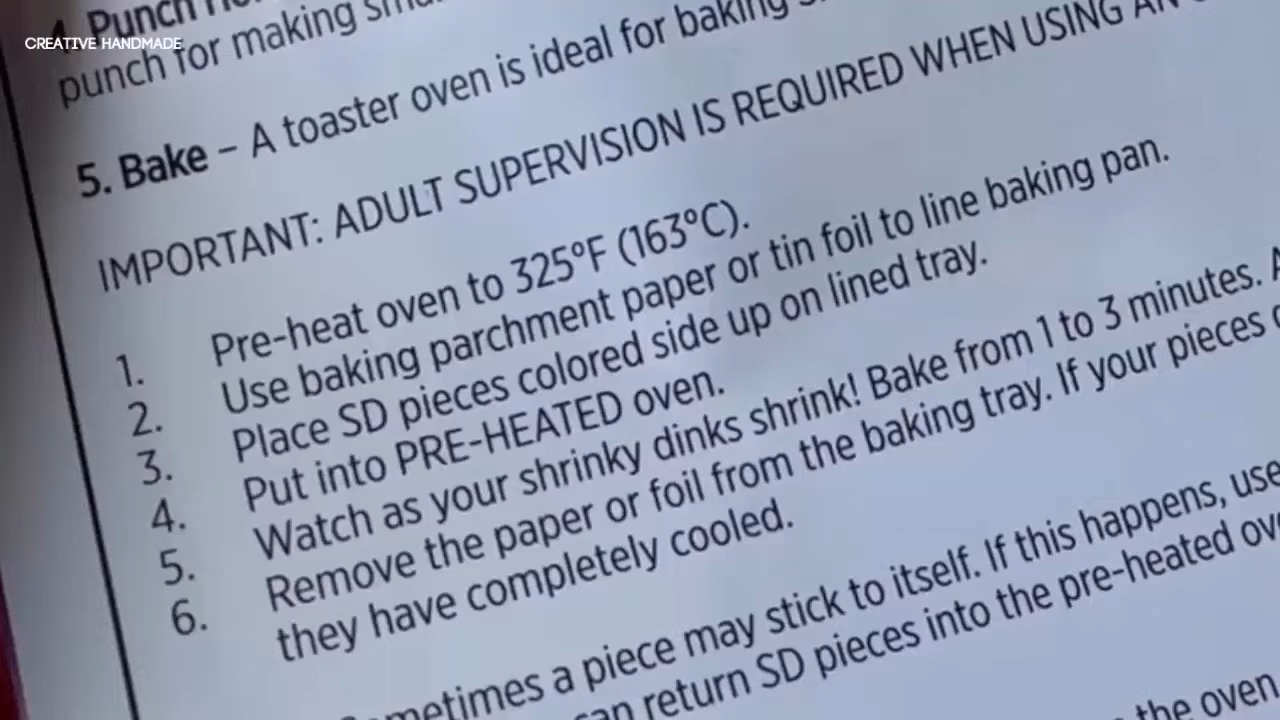 CREATIVE HANDMADE
4. Punch
punch for making
5. Bake – A toaster oven is ideal for baking
IMPORTANT: ADULT SUPERVISION IS REQUIRED WHEN USING AN
1. Pre-heat oven to 325°F (163°C).
2. Use baking parchment paper or tin foil to line baking pan.
3. Place SD pieces colored side up on lined tray.
4. Put into PRE-HEATED oven.
5. Watch as your shrinky dinks shrink! Bake from 1 to 3 minutes.
6. Remove the paper or foil from the baking tray. If your pieces
they have completely cooled.
a piece may stick to itself. If this happens, use
return SD pieces into the pre-heated
the oven